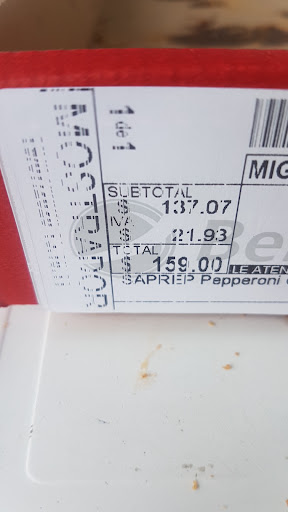 MOSTRADOR
1 de 1
MIG
SUBTOTAL
$ 137.07
IVA
$ 21.93
TOTAL
$ 159.00
LE ATEN
SAPREP Pepperoni